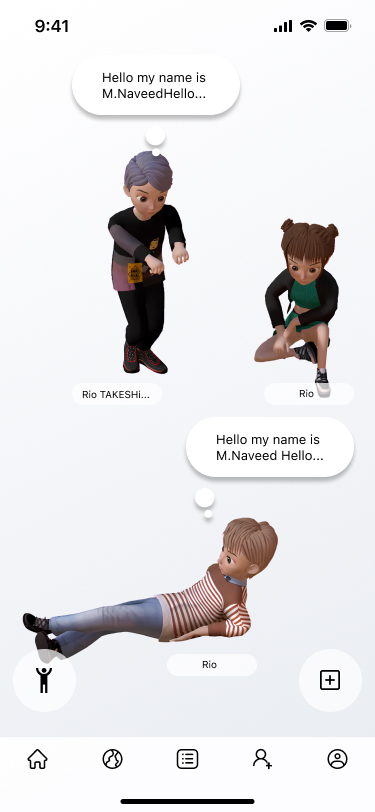 9:41
Hello my name is
M.NaveedHello...
Rio TAKESHi...
Rio
Hello my name is
M.Naveed Hello...
Rio